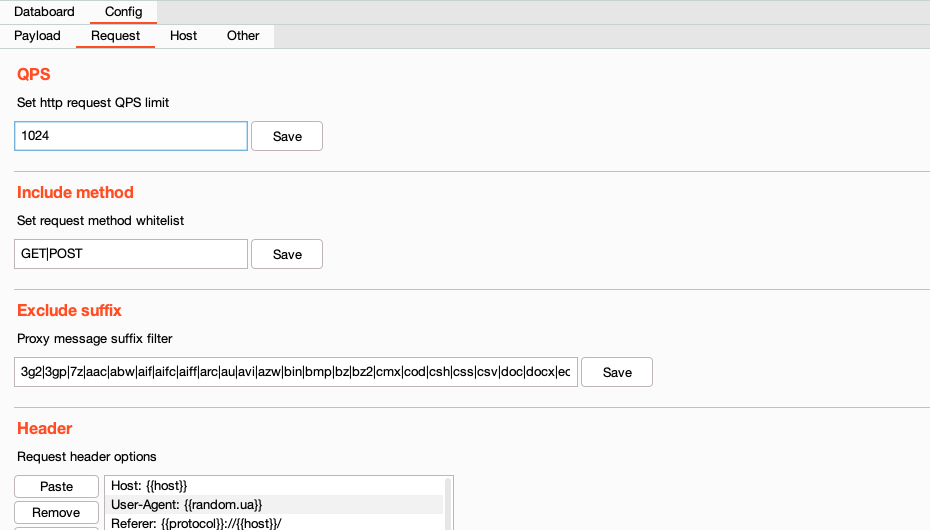 Databoard Config
Payload Request Host Other
QPS
Set http request QPS limit
1024 Save
Include method
Set request method whitelist
GET|POST Save
Exclude suffix
Proxy message suffix filter
3g2|3gp|7z|aac|abw|aif|aifc|aiff|arc|au|avi|azw|bin|bmp|bz|bz2|cmx|cod|csh|css|csv|doc|docx| Save
Header
Request header options
Paste Host: {{host}}
Remove User-Agent: {{random.ua}}
Referer: {{protocol}}://{{host}}/